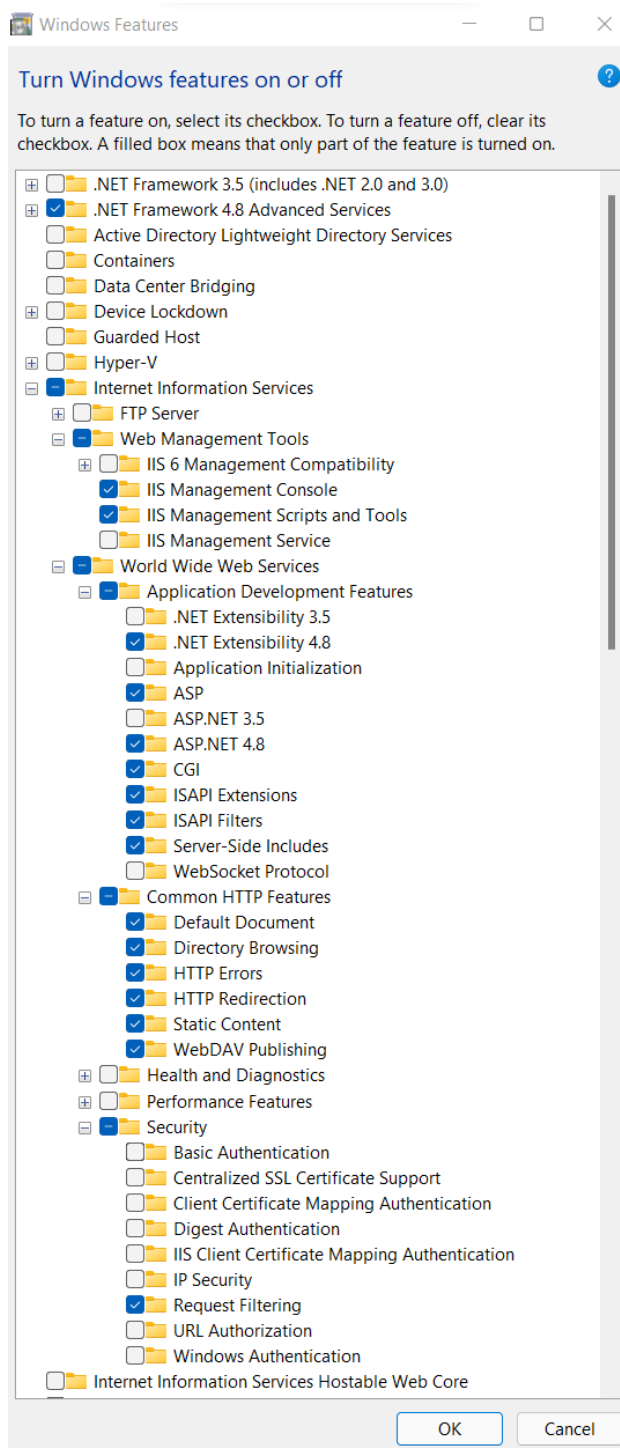 Windows Features
Turn Windows features on or off
?
To turn a feature on, select its checkbox. To turn a feature off, clear its
checkbox. A filled box means that only part of the feature is turned on.
.NET Framework 3.5 (includes .NET 2.0 and 3.0)
.NET Framework 4.8 Advanced Services
Active Directory Lightweight Directory Services
Containers
Data Center Bridging
Device Lockdown
Guarded Host
Hyper-V
Internet Information Services
FTP Server
Web Management Tools
IIS 6 Management Compatibility
IIS Management Console
IIS Management Scripts and Tools
IIS Management Service
World Wide Web Services
Application Development Features
.NET Extensibility 3.5
.NET Extensibility 4.8
Application Initialization
ASP
ASP.NET 3.5
ASP.NET 4.8
CGI
ISAPI Extensions
ISAPI Filters
Server-Side Includes
WebSocket Protocol
Common HTTP Features
Default Document
Directory Browsing
HTTP Errors
HTTP Redirection
Static Content
WebDAV Publishing
Health and Diagnostics
Performance Features
Security
Basic Authentication
Centralized SSL Certificate Support
Client Certificate Mapping Authentication
Digest Authentication
IIS Client Certificate Mapping Authentication
IP Security
Request Filtering
URL Authorization
Windows Authentication
Internet Information Services Hostable Web Core
OK Cancel